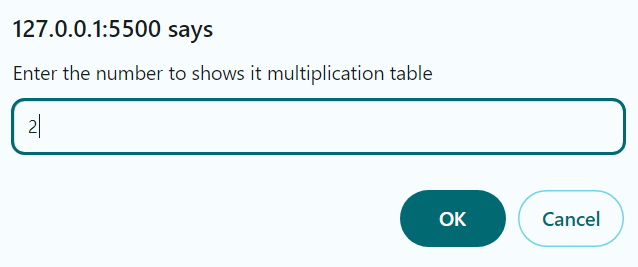 127.0.0.1:5500 says
Enter the number to shows it multiplication table
2
OK
Cancel